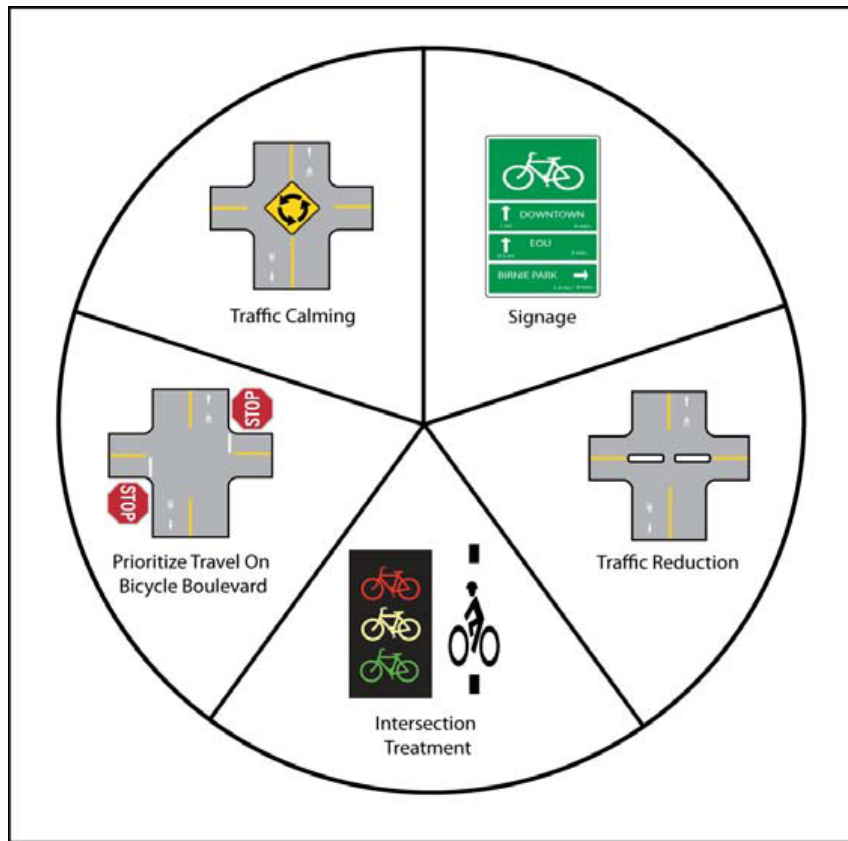 Traffic Calming
DOWNTOWN
EOU
BIRNIE PARK
Signage
STOP
STOP
Prioritize Travel On
Bicycle Boulevard
Traffic Reduction
Intersection
Treatment